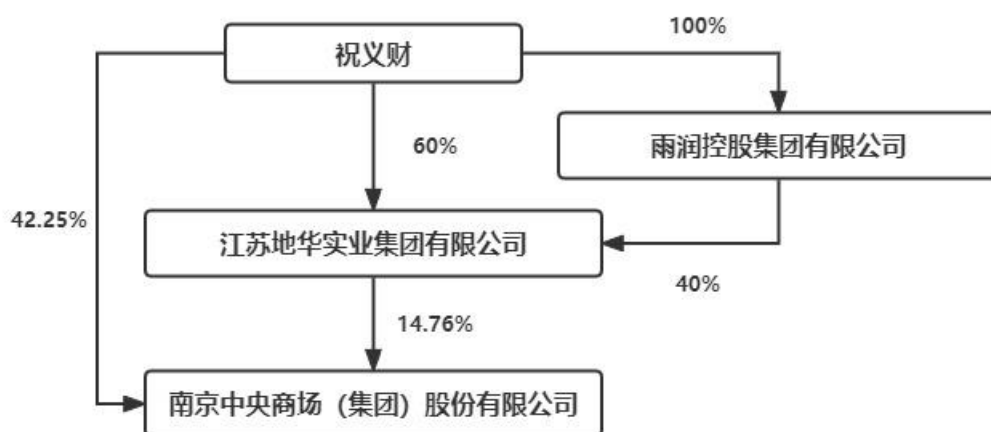 100%
祝义财
雨润控股集团有限公司
60%
42.25%
江苏地华实业集团有限公司
40%
14.76%
南京中央商场（集团）股份有限公司